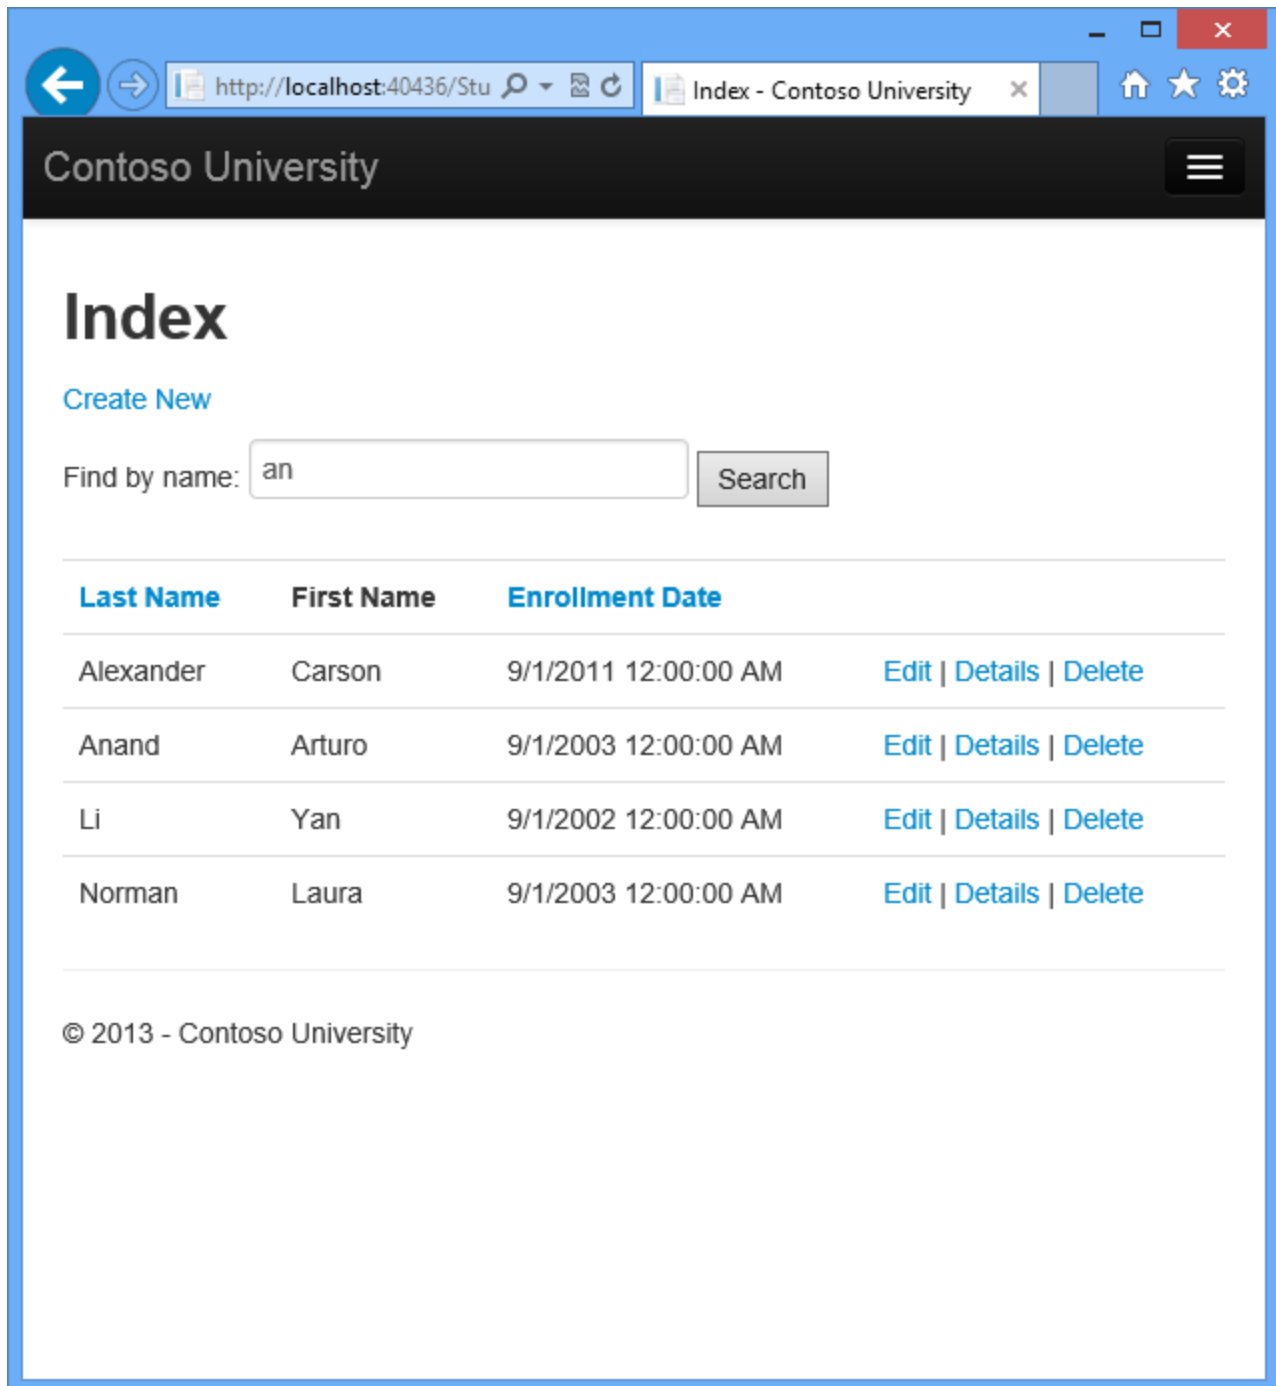 http://localhost:40436/Stu
Index - Contoso University
Contoso University
Index
Create New
Find by name: an Search
Last Name First Name Enrollment Date
Alexander Carson 9/1/2011 12:00:00 AM Edit | Details | Delete
Anand Arturo 9/1/2003 12:00:00 AM Edit | Details | Delete
Li Yan 9/1/2002 12:00:00 AM Edit | Details | Delete
Norman Laura 9/1/2003 12:00:00 AM Edit | Details | Delete
© 2013 - Contoso University